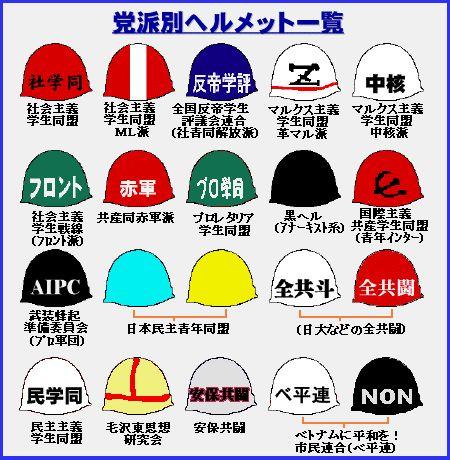 党派別ヘルメット一覧
社学同
社会主義
学生同盟
社会主義
学生同盟
ML派
反帝学評
全国反帝学生
評議会連合
(社青同解放派)
Z
マルクス主義
学生同盟
革マル派
中核
マルクス主義
学生同盟
中核派
フロント
社会主義
学生戦線
(フロント派)
赤軍
共産同赤軍派
プロ学同
プロレタリア
学生同盟
黒ヘル
(アナーキスト系)
国際主義
共産学生同盟
(青年インター)
AIPC
武装蜂起
準備委員会
(プロ軍団)
日本民主青年同盟
全共斗
全共闘
(日大などの全共闘)
民学同
民主主義
学生同盟
毛沢東思想
研究会
安保共闘
安保共闘
ベ平連
NON
ベトナムに平和を!
市民連合(ベ平連)